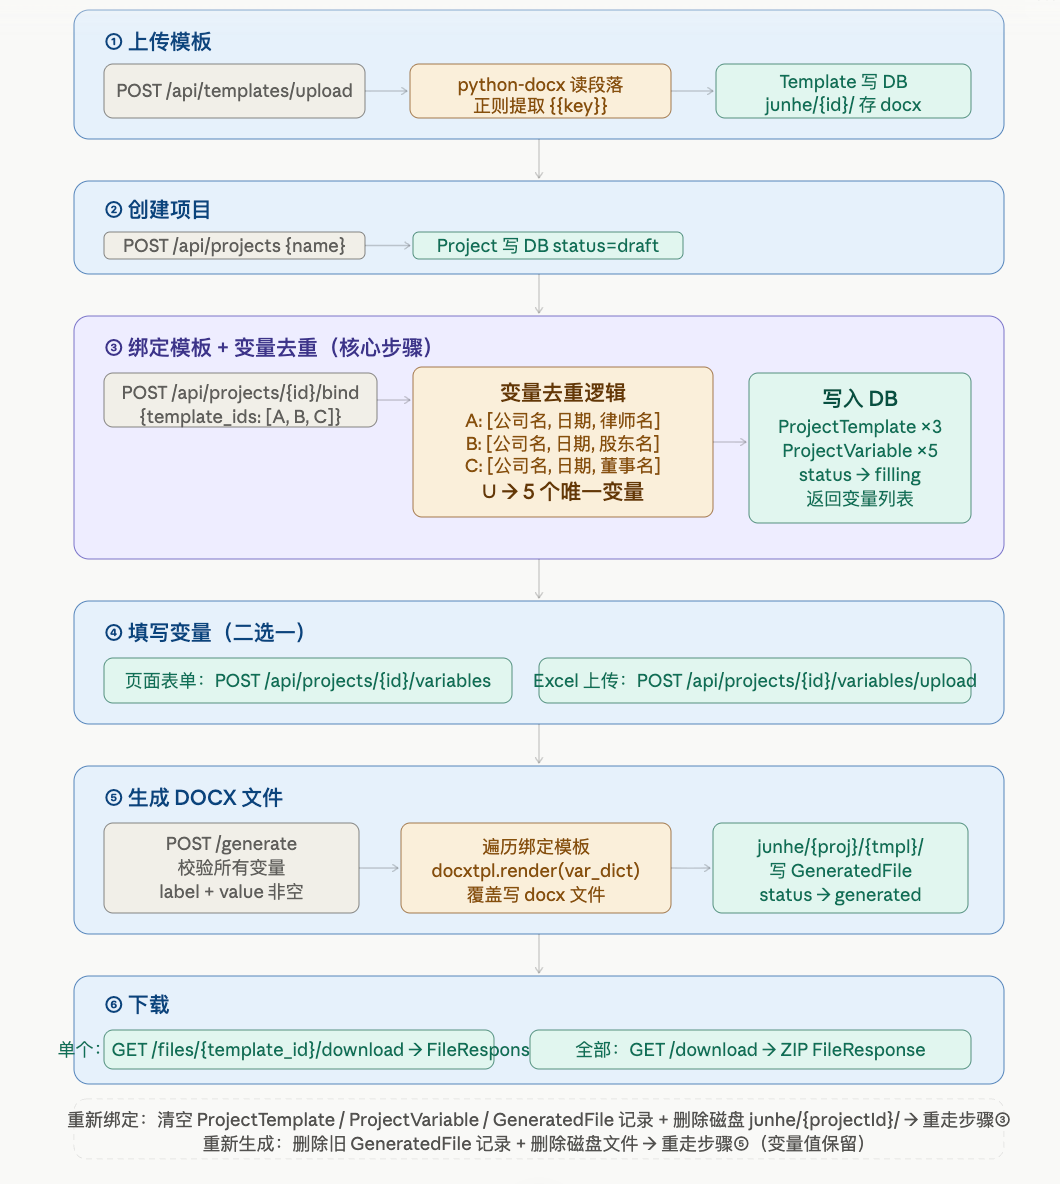 ① 上传模板
POST /api/templates/upload
python-docx 读段落
正则提取 {{key}}
Template 写 DB
junhe/{id}/ 存 docx
② 创建项目
POST /api/projects {name}
Project 写 DB status=draft
③ 绑定模板 + 变量去重（核心步骤）
POST /api/projects/{id}/bind
{template_ids: [A, B, C]}
变量去重逻辑
A: [公司名, 日期, 律师名]
B: [公司名, 日期, 股东名]
C: [公司名, 日期, 董事名]
∪ → 5 个唯一变量
写入 DB
ProjectTemplate ×3
ProjectVariable ×5
status → filling
返回变量列表
④ 填写变量（二选一）
页面表单：POST /api/projects/{id}/variables
Excel 上传：POST /api/projects/{id}/variables/upload
⑤ 生成 DOCX 文件
POST /generate
校验所有变量
label + value 非空
遍历绑定模板
docxtpl.render(var_dict)
覆盖写 docx 文件
junhe/{proj}/{tmpl}/
写 GeneratedFile
status → generated
⑥ 下载
单个：GET /files/{template_id}/download → FileRespons
全部：GET /download → ZIP FileResponse
重新绑定：清空 ProjectTemplate / ProjectVariable / GeneratedFile 记录 + 删除磁盘 junhe/{projectId}/ → 重走步骤③
重新生成：删除旧 GeneratedFile 记录 + 删除磁盘文件 → 重走步骤⑤（变量值保留）